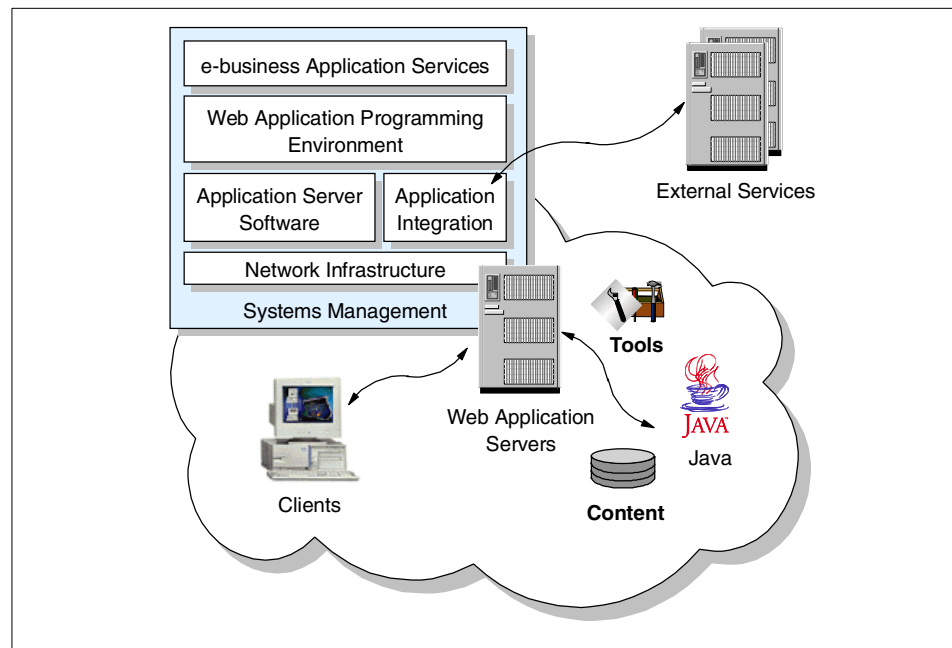 e-business Application Services
Web Application Programming
Environment
Application Server
Software
Application
Integration
Network Infrastructure
Systems Management
External Services
Tools
JAVA
Java
Web Application
Servers
Content
Clients